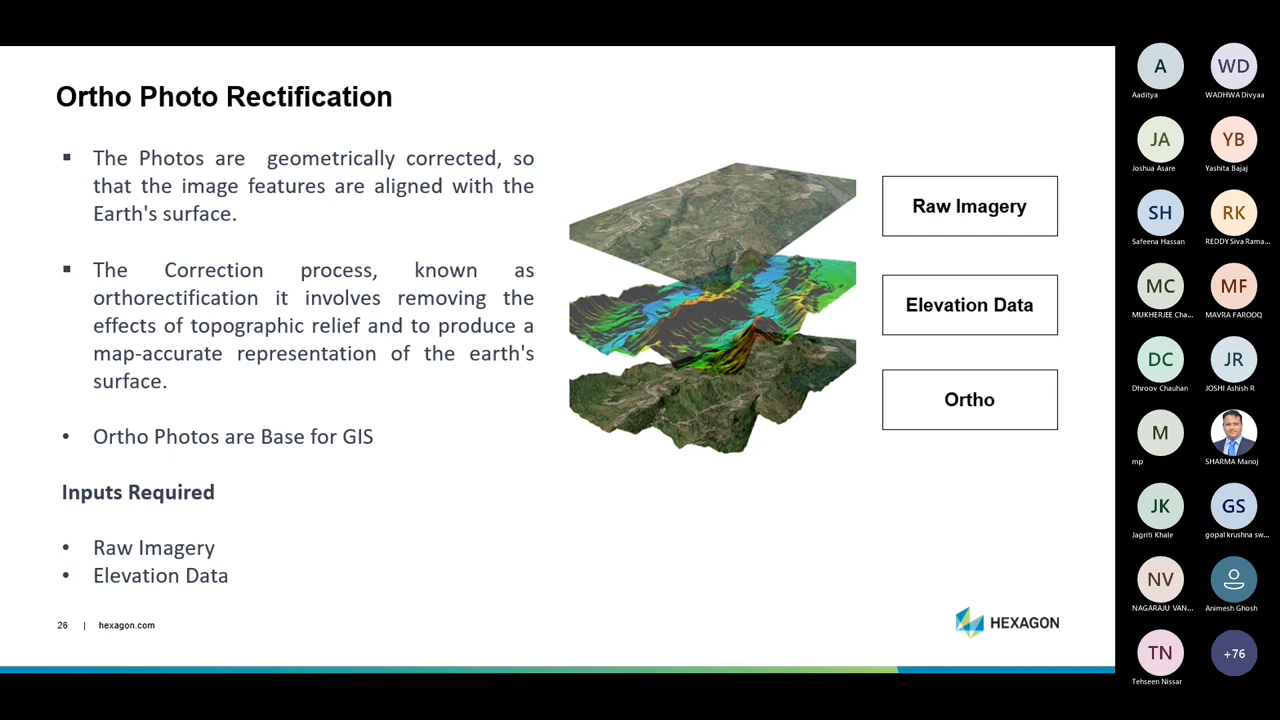 Ortho Photo Rectification
▪ The Photos are geometrically corrected, so
that the image features are aligned with the
Earth's surface.
▪ The Correction process, known as
orthorectification it involves removing the
effects of topographic relief and to produce a
map-accurate representation of the earth's
surface.
• Ortho Photos are Base for GIS
Inputs Required
• Raw Imagery
• Elevation Data
Raw Imagery
Elevation Data
Ortho
26 | hexagon.com
HEXAGON
A
Aaditya
WD
WADHWA Divyaa
JA
Joshua Asare
YB
Yashita Bajaj
SH
Safeena Hassan
RK
REDDY Siva Rama...
MC
MUKHERJEE Cha...
MF
MAVRA FAROOQ
DC
Dhroov Chauhan
JR
JOSHI Ashish R
M
mp
SHARMA Manoj
JK
Jagriti Khale
GS
gopal krushna sw...
NV
NAGARAJU VAN...
Animesh Ghosh
TN
Tehseen Nissar
+76